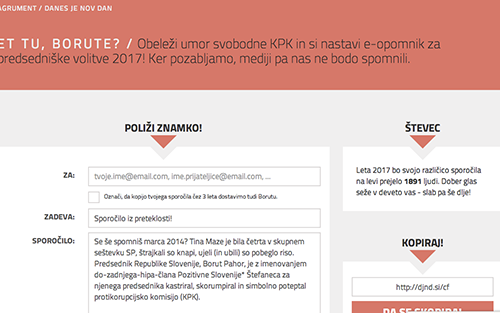 AGRUMENT / DANES JE NOV DAN
ET TU, BORUTE? / Obeleži umor svobodne KPK in si nastavi e-opomnik za
predsedniške volitve 2017! Ker pozabljamo, mediji pa nas ne bodo spomnili.
POLIŽI ZNAMKO!
ZA:
tvoje.ime@email.com, ime.prijateljice@email.com, ...
Označi, da kopijo tvojega sporočila čez 3 leta dostavimo tudi Borutu.
ZADEVA:
Sporočilo iz preteklosti!
SPOROČILO:
Se še spomniš marca 2014? Tina Maze je bila četrta v skupnem
seštevku SP, štrajkali so knapi, ujeli (in ubili) so pobeglo riso.
Predsednik Republike Slovenije, Borut Pahor, je z imenovanjem
do-zadnjega-hipa-člana Pozitivne Slovenije* Štefaneca za
njenega predsednika kastriral, skorumpiral in simbolno poteptal
protikorupcijsko komisijo (KPK).
ŠTEVEC
Leta 2017 bo svojo različico sporočila
na levi prejelo 1891 ljudi. Dober glas
seže v deveto vas - slab pa še dlje!
KOPIRAJ!
http://djnd.si/cf
DA SE SKOPIRAJ